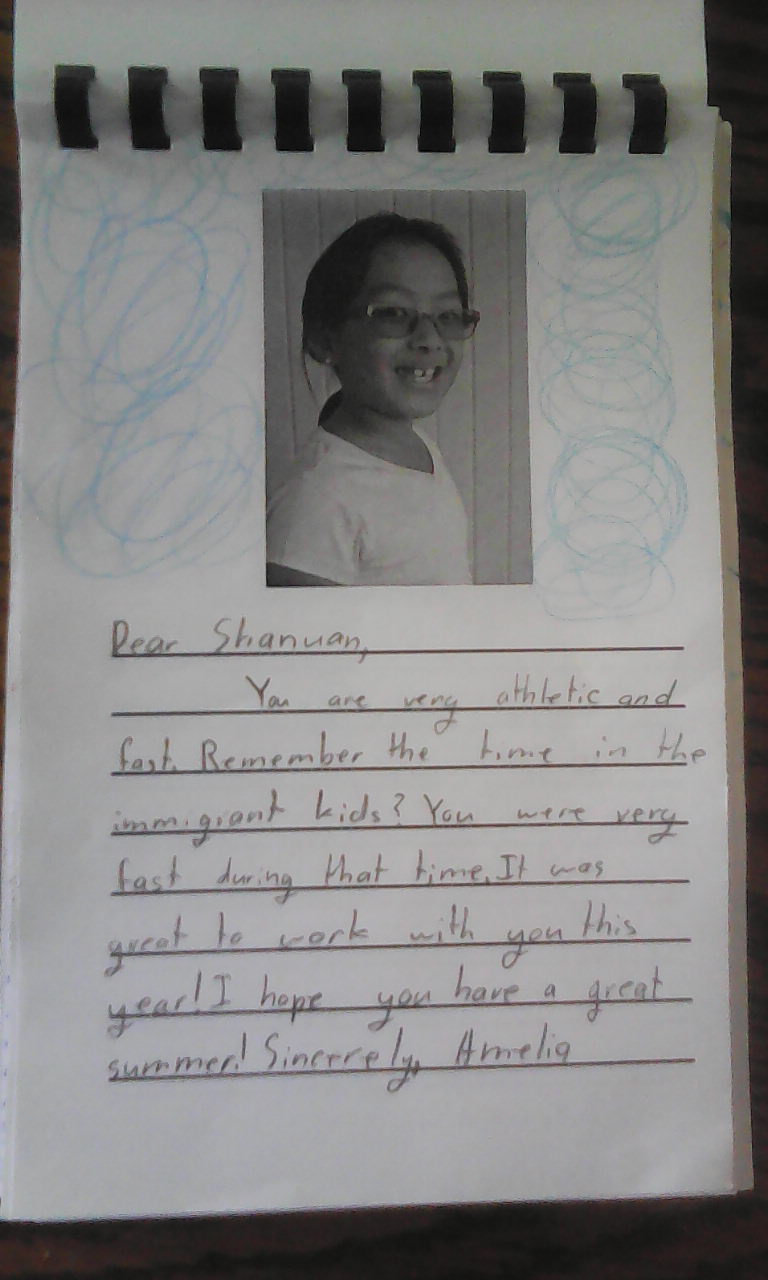 Dear Shanuan,
You are very athletic and
fast. Remember the time in the
immigrant kids? You were very
fast during that time. It was
great to work with you this
year! I hope you have a great
summer! Sincerely, Amelia